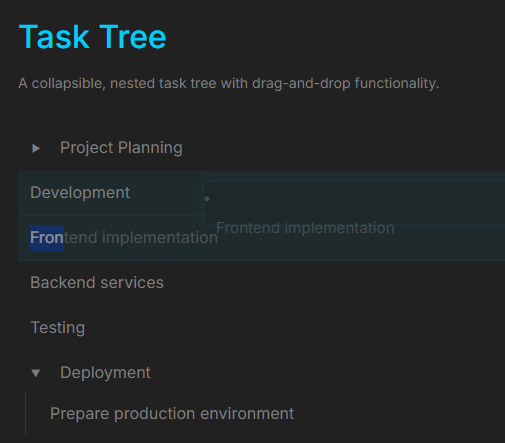 Task Tree
A collapsible, nested task tree with drag-and-drop functionality.
Project Planning
Development
Frontend implementation
Frontend implementation
Backend services
Testing
Deployment
Prepare production environment